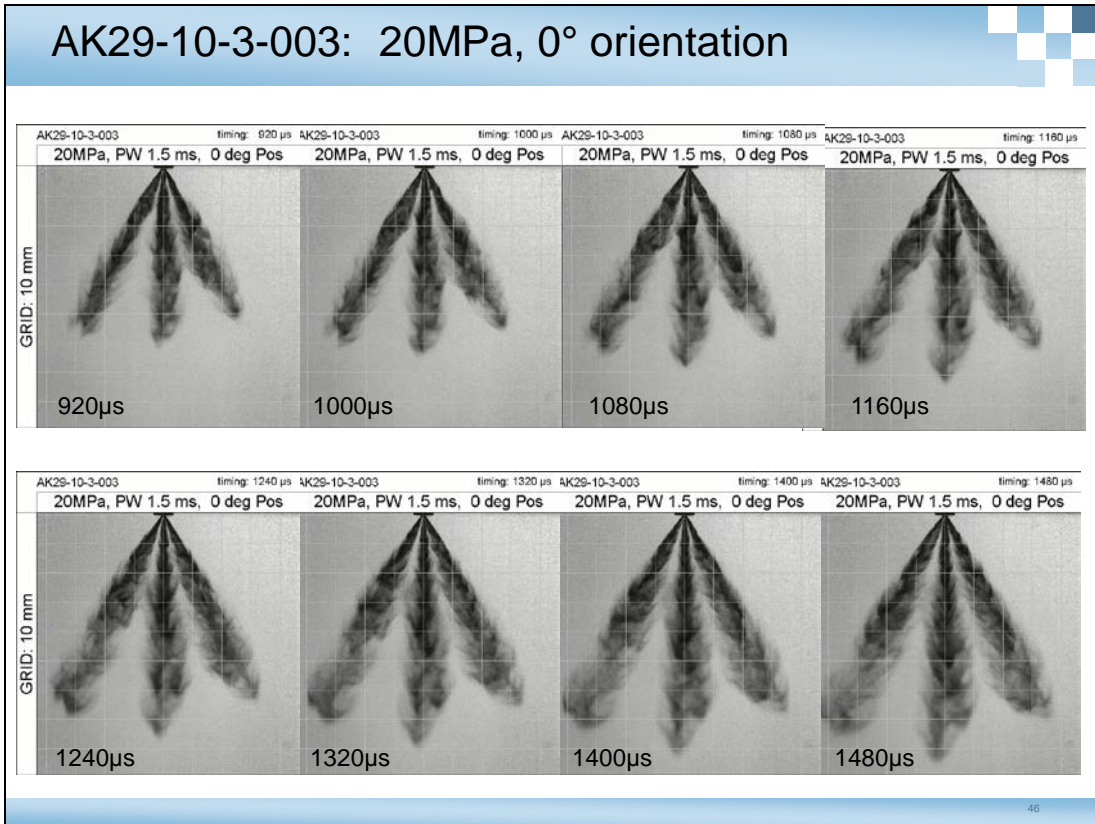 AK29-10-3-003: 20MPa, 0° orientation
AK29-10-3-003 timing: 920 µs AK29-10-3-003 timing: 1000 µs AK29-10-3-003 timing: 1080 µs AK29-10-3-003 timing: 1160 µs
20MPa, PW 1.5 ms, 0 deg Pos 20MPa, PW 1.5 ms, 0 deg Pos 20MPa, PW 1.5 ms, 0 deg Pos 20MPa, PW 1.5 ms, 0 deg Pos
GRID: 10 mm
920µs 1000µs 1080µs 1160µs
AK29-10-3-003 timing: 1240 µs AK29-10-3-003 timing: 1320 µs AK29-10-3-003 timing: 1400 µs AK29-10-3-003 timing: 1480 µs
20MPa, PW 1.5 ms, 0 deg Pos 20MPa, PW 1.5 ms, 0 deg Pos 20MPa, PW 1.5 ms, 0 deg Pos 20MPa, PW 1.5 ms, 0 deg Pos
GRID: 10 mm
1240µs 1320µs 1400µs 1480µs
46